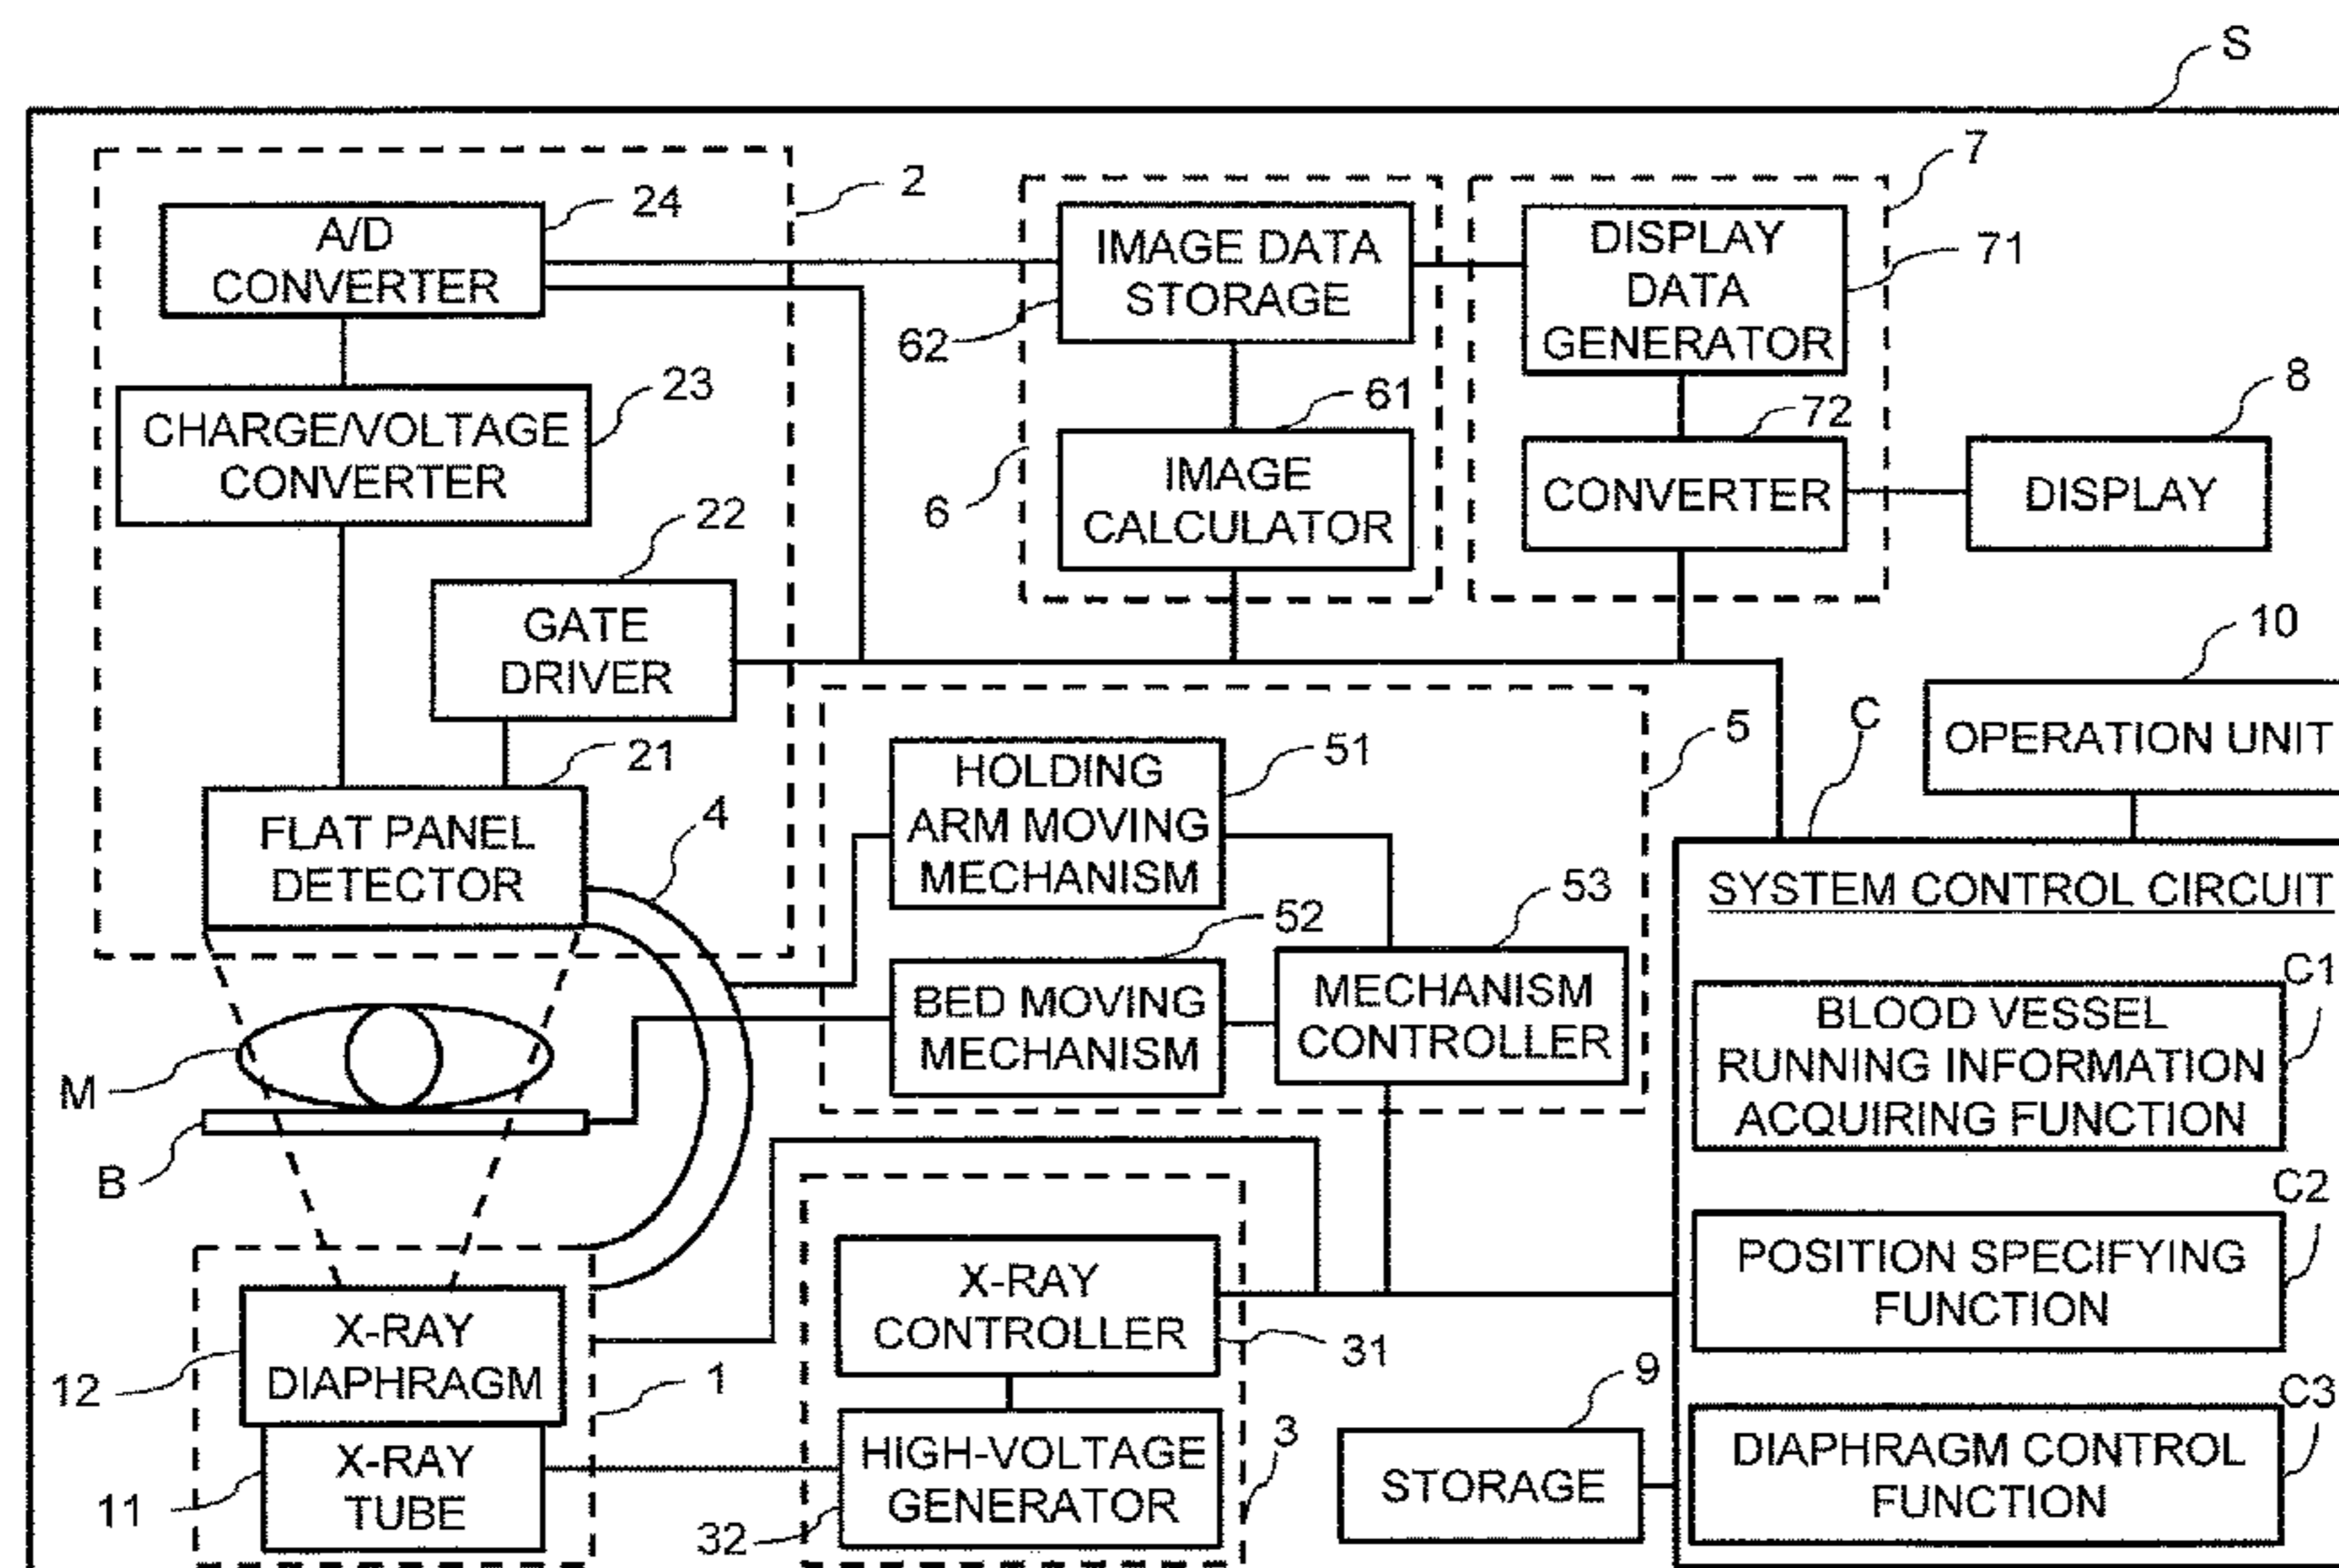 S
2
7
24
A/D
CONVERTER
IMAGE DATA
STORAGE
62
DISPLAY
DATA
GENERATOR
71
23
CHARGE/VOLTAGE
CONVERTER
61
IMAGE
CALCULATOR
6
72
CONVERTER
8
DISPLAY
22
GATE
DRIVER
10
OPERATION UNIT
C
5
21
FLAT PANEL
DETECTOR
4
51
HOLDING
ARM MOVING
MECHANISM
52
BED MOVING
MECHANISM
53
MECHANISM
CONTROLLER
SYSTEM CONTROL CIRCUIT
C1
BLOOD VESSEL
RUNNING INFORMATION
ACQUIRING FUNCTION
M
B
C2
POSITION SPECIFYING
FUNCTION
X-RAY
CONTROLLER
31
12
X-RAY
DIAPHRAGM
1
9
STORAGE
C3
DIAPHRAGM CONTROL
FUNCTION
11
X-RAY
TUBE
32
HIGH-VOLTAGE
GENERATOR
3